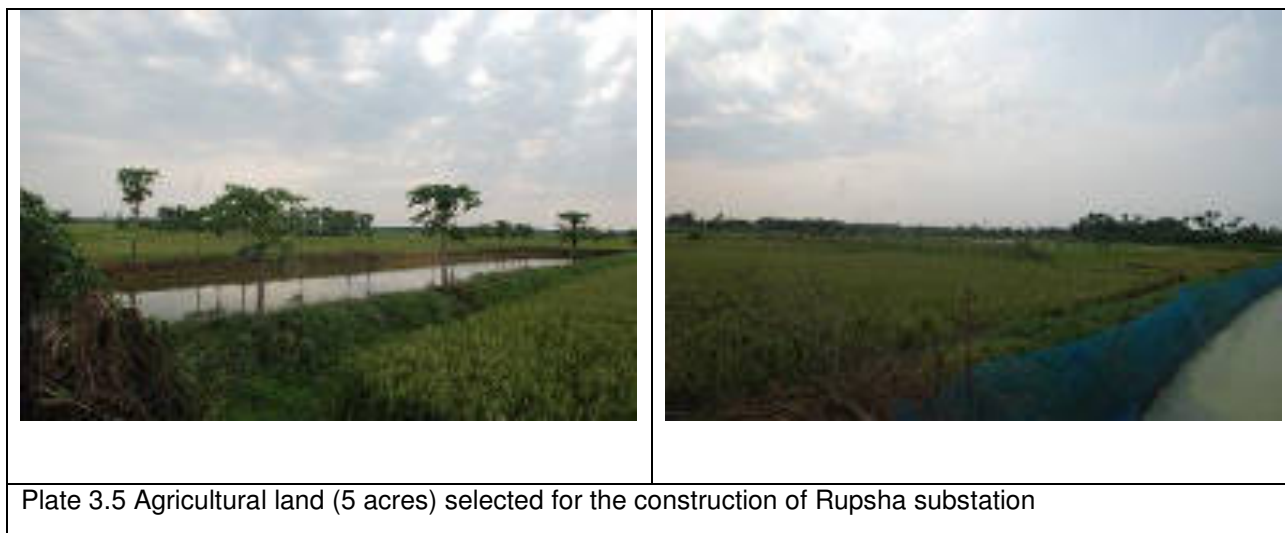 Plate 3.5 Agricultural land (5 acres) selected for the construction of Rupsha substation